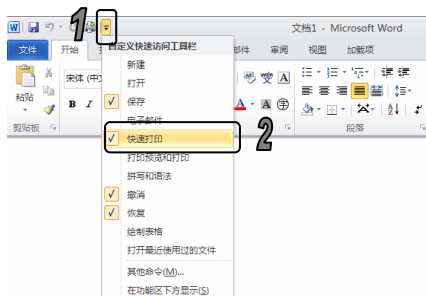 1
文档1 - Microsoft Word
文件
开始
邮件
审阅
视图
加载项
自定义快速访问工具栏
新建
打开
保存
电子邮件
快速打印
2
打印预览和打印
拼写和语法
撤消
恢复
绘制表格
打开最近使用过的文件
其他命令(M)...
在功能区下方显示(S)
粘贴
剪贴板
宋体 (中
B I
段落